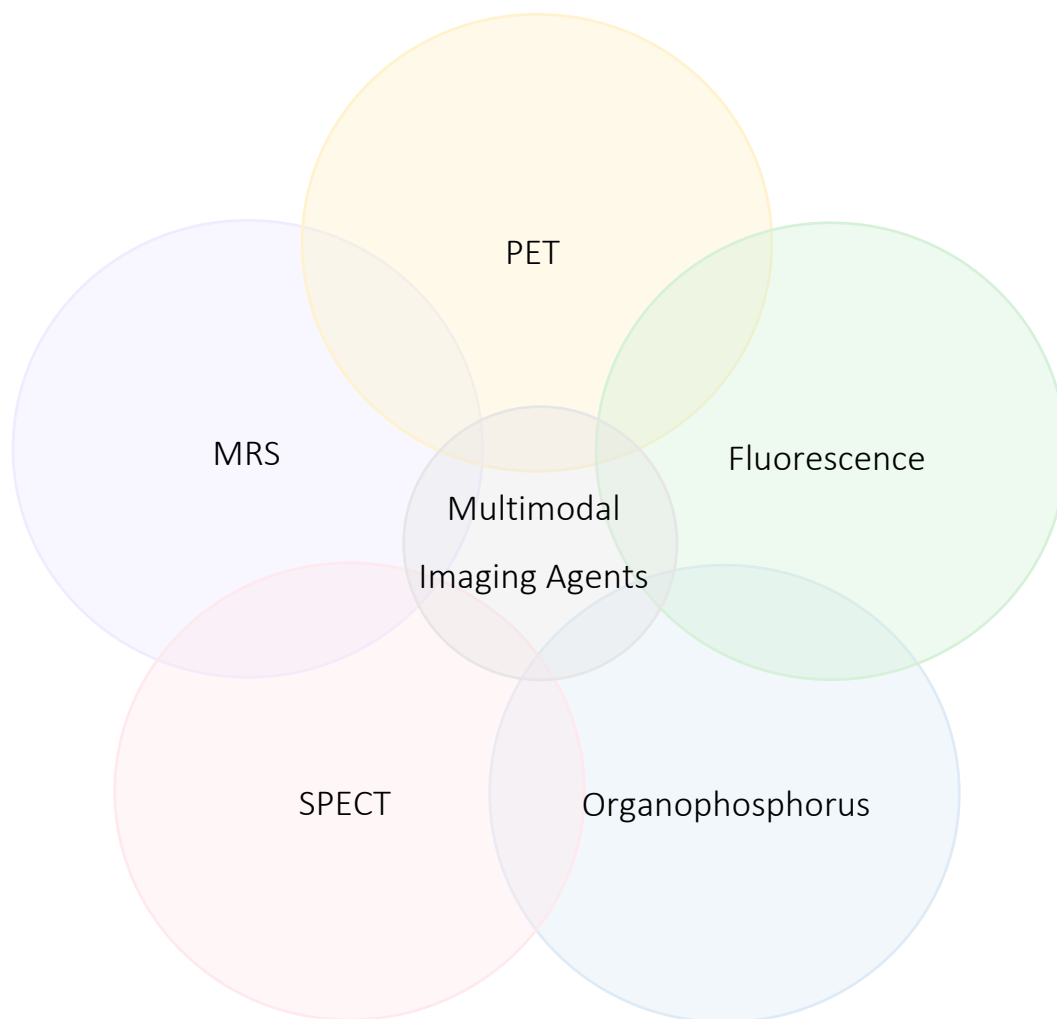 PET
MRS
Fluorescence
Multimodal
Imaging Agents
SPECT
Organophosphorus